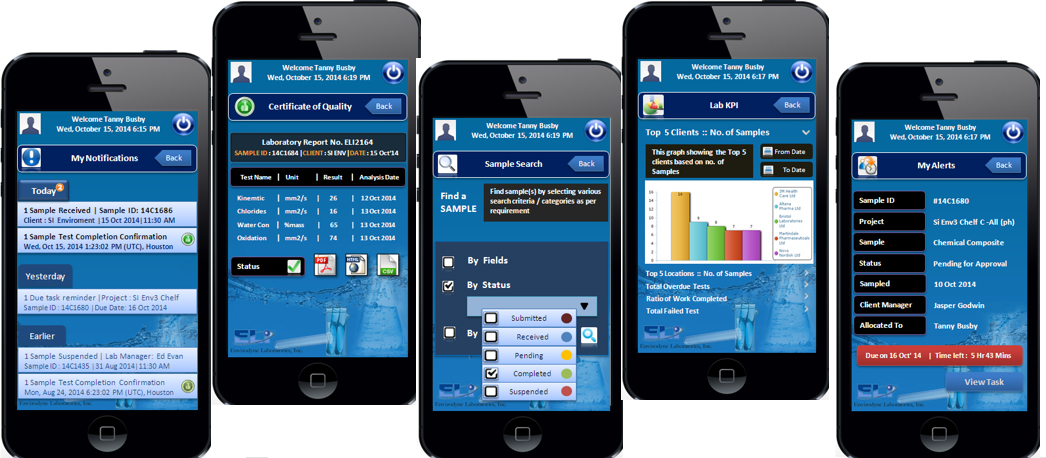 Welcome Tanny Busby
Wed, October 15, 2014 6:15 PM
My Notifications
Back
Today
2
1 Sample Received | Sample ID: 14C1686
Client : SI Enviroment |15 Oct 2014|11:30 AM
1 Sample Test Completion Confirmation
Wed, Oct 15, 2014 1:23:02 PM (UTC), Houston
Yesterday
1 Due task reminder |Project : Si Env3 Chelf
Sample ID : 14C1680 |Due Date: 16 Oct 2014
Earlier
1 Sample Suspended | Lab Manager: Ed Evan
Sample ID : 14C1435 |31 Aug 2014|11:30 AM
1 Sample Test Completion Confirmation
Mon, Aug 24, 2014 6:23:02 PM (UTC), Houston
Envirodyne Laboratories, Inc.
Welcome Tanny Busby
Wed, October 15, 2014 6:19 PM
Certificate of Quality
Back
Laboratory Report No. ELI2164
SAMPLE ID : 14C1684 |CLIENT : SI ENV |DATE : 15 Oct'14
Test Name | Unit | Result | Analysis Date
Kinemtic | mm2/s | 26 | 12 Oct 2014
Chlorides | mm2/s | 16 | 13 Oct 2014
Water Con | %mass | 65 | 13 Oct 2014
Oxidation | mm2/s | 74 | 13 Oct 2014
Status
PDF
HTML
CSV
ELI
Envirodyne Laboratories, Inc.
Welcome Tanny Busby
Wed, October 15, 2014 6:19 PM
Sample Search
Back
Find a
SAMPLE
Find sample(s) by selecting various
search criteria / categories as per
requirement
By Fields
By Status
By
Submitted
Received
Pending
Completed
Suspended
ELI
Envirodyne Laboratories, Inc.
Welcome Tanny Busby
Wed, October 15, 2014 6:17 PM
Lab KPI
Back
Top 5 Clients :: No. of Samples
This graph showing the Top 5
clients based on no. of
Samples
From Date
To Date
16
14
12
10
8
6
4
2
0
14
9
8
7
7
Health
Care Ltd
Pharma Ltd
Laboratories
Ltd
Martindale
Pharmaceuticals
Ltd
Nordisk Ltd
Top 5 Locations :: No. of Samples
Total Overdue Tests
Ratio of Work Completed
Total Failed Test
ELI
Envirodyne Laboratories, Inc.
Welcome Tanny Busby
Wed, October 15, 2014 6:17 PM
My Alerts
Back
Sample ID #14C1680
Project Si Env3 Chelf C -All (ph)
Sample Chemical Composite
Status Pending for Approval
Sampled 10 Oct 2014
Client Manager Jasper Godwin
Allocated To Tanny Busby
Due on 16 Oct' 14 | Time left : 5 Hr 43 Mins
View Task
ELI
Envirodyne Laboratories, Inc.